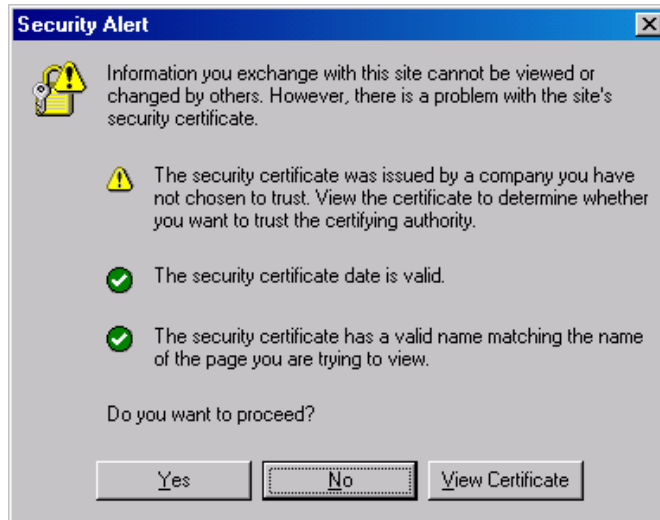 Security Alert
Information you exchange with this site cannot be viewed or
changed by others. However, there is a problem with the site's
security certificate.
The security certificate was issued by a company you have
not chosen to trust. View the certificate to determine whether
you want to trust the certifying authority.
The security certificate date is valid.
The security certificate has a valid name matching the name
of the page you are trying to view.
Do you want to proceed?
Yes No View Certificate